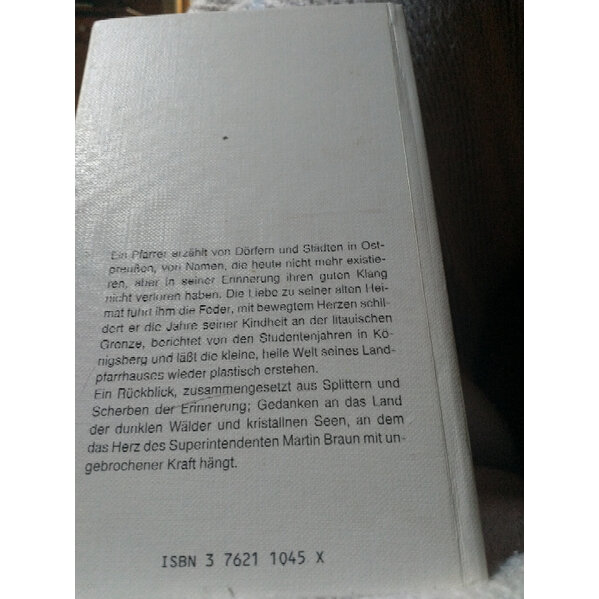 Ein Pfarrer erzählt von Dörfern und Städten in Ost-
preußen, von Namen, die heute nicht mehr existie-
ren, aber in seiner Erinnerung ihren guten Klang
nicht verloren haben. Die Liebe zu seiner alten Hei-
mat führt ihm die Feder, mit bewegtem Herzen schil-
dert er die Jahre seiner Kindheit an der litauischen
Grenze, berichtet von den Studentenjahren in Kö-
nigsberg und läßt die kleine, heile Welt seines Land-
pfarrhauses wieder plastisch erstehen.
Ein Rückblick, zusammengesetzt aus Splittern und
Scherben der Erinnerung; Gedanken an das Land
der dunklen Wälder und kristallnen Seen, an dem
das Herz des Superintendenten Martin Braun mit un-
gebrochener Kraft hängt.
ISBN 3 7621 1045 X